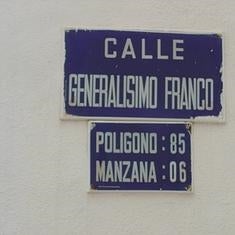 CALLE
GENERALISIMO FRANCO
POLIGONO : 85
MANZANA : 06